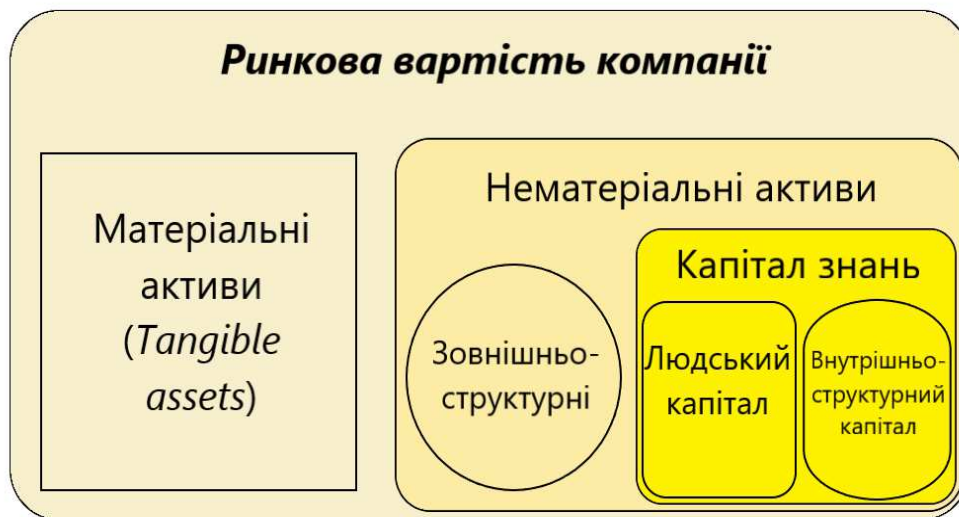 Ринкова вартість компанії
Матеріальні
активи
(Tangible
assets)
Нематеріальні активи
Зовнішньо-
структурні
Капітал знань
Людський
капітал
Внутрішньо-
структурний
капітал